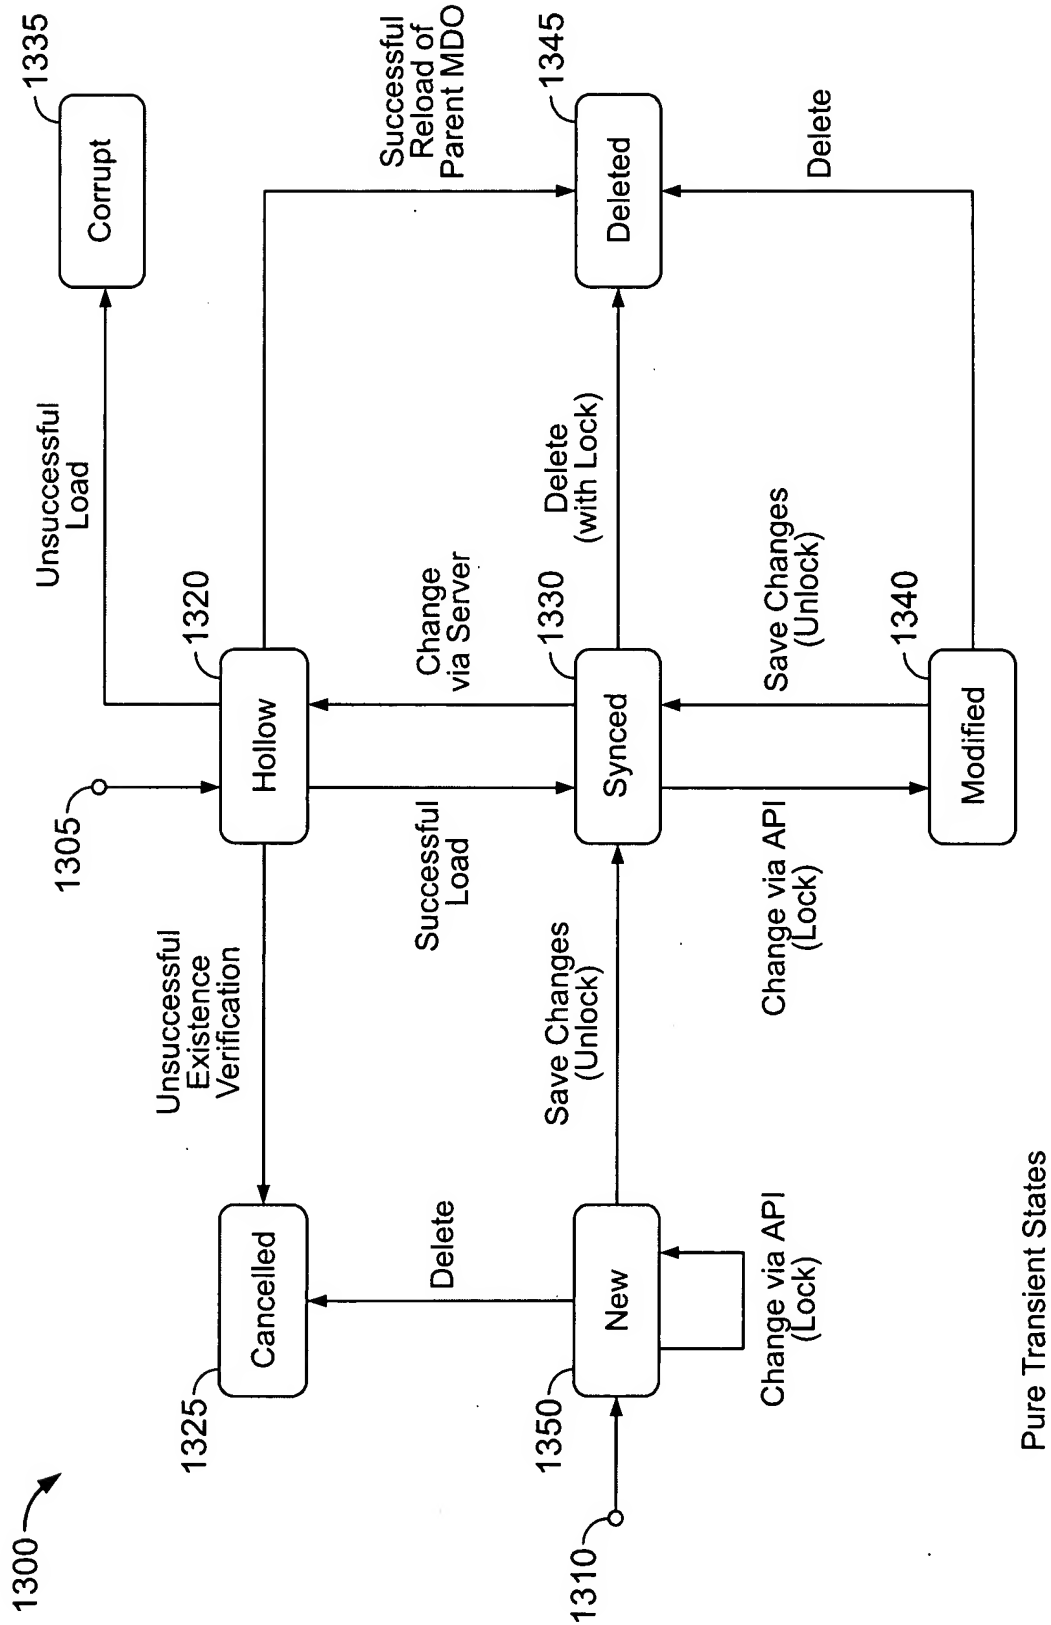 1300
1325
Cancelled
Unsuccessful
Existence
Verification
1305
Hollow
1320
Unsuccessful
Load
Corrupt
1335
Successful
Reload of
Parent MDO
Delete
Successful
Load
Change
via Server
1310
1350
New
Change via API
(Lock)
Save Changes
(Unlock)
Synced
1330
Delete
(with Lock)
Deleted
1345
Change via API
(Lock)
Save Changes
(Unlock)
Modified
1340
Delete
Pure Transient States